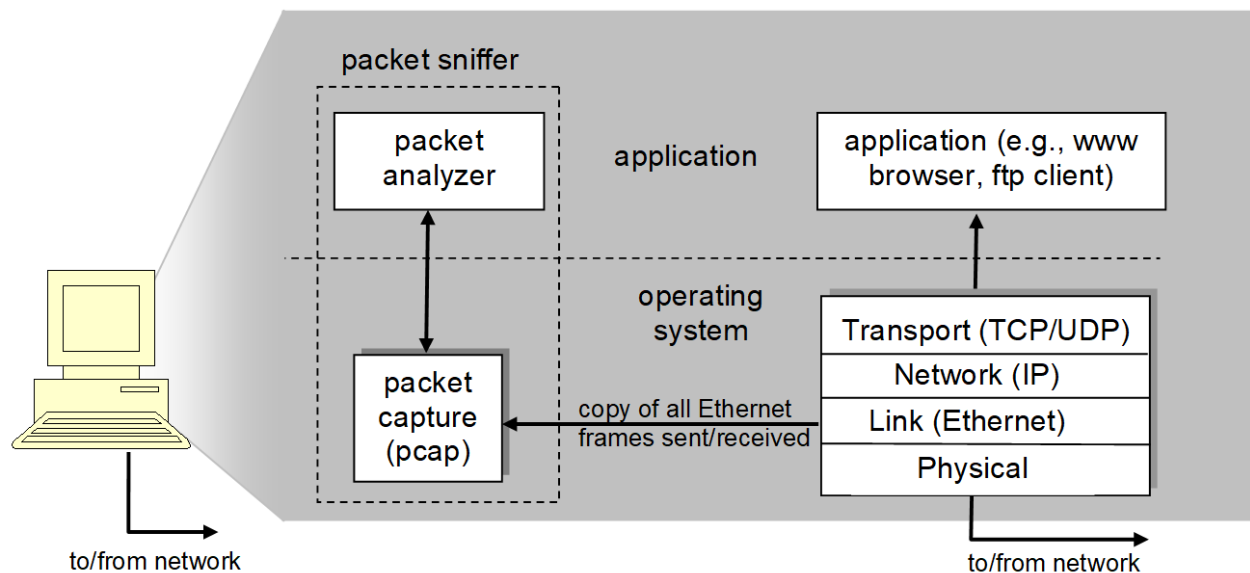 packet sniffer
packet
analyzer
application
application (e.g., www
browser, ftp client)
operating
system
packet
capture
(pcap)
copy of all Ethernet
frames sent/received
Transport (TCP/UDP)
Network (IP)
Link (Ethernet)
Physical
to/from network
to/from network